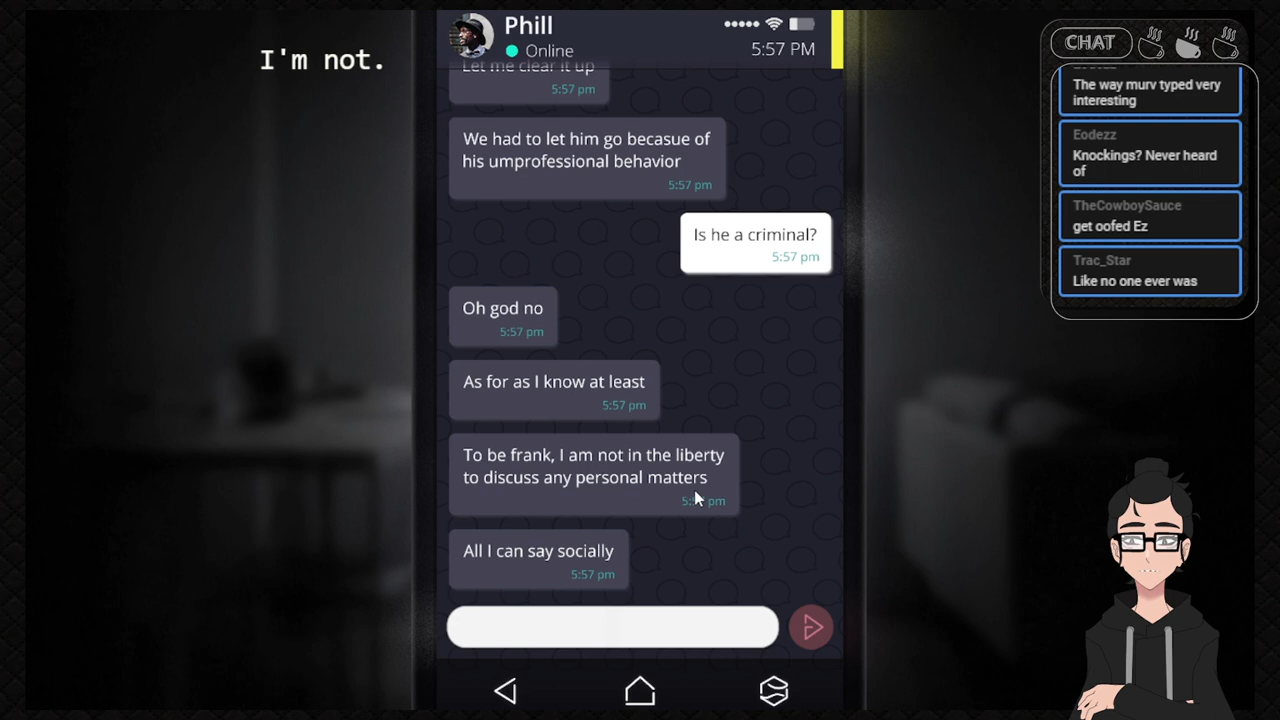 I'm not.
Phill
Online
5:57 PM
Let me clear it up
5:57 pm
We had to let him go becasue of
his umprofessional behavior
5:57 pm
Is he a criminal?
5:57 pm
Oh god no
5:57 pm
As for as I know at least
5:57 pm
To be frank, I am not in the liberty
to discuss any personal matters
pm
All I can say socially
5:57 pm
CHAT
The way murv typed very
interesting
Eodezz
Knockings? Never heard
of
TheCowboySauce
get oofed Ez
Trac_Star
Like no one ever was